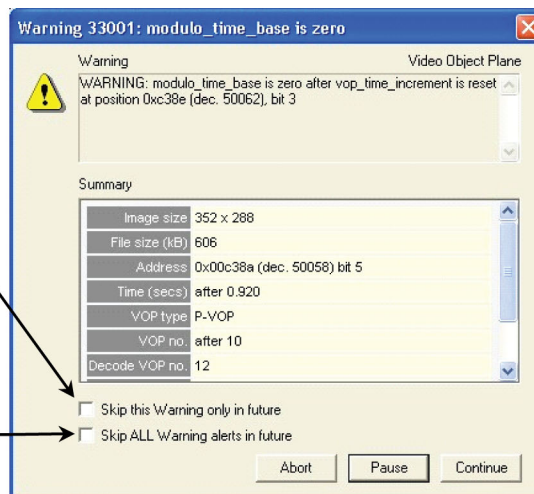 Warning 33001: modulo_time_base is zero
Warning Video Object Plane
WARNING: modulo_time_base is zero after vop_time_increment is reset
at position 0xc38e (dec. 50062), bit 3
Summary
Image size 352 x 288
File size (kB) 606
Address 0x00c38a (dec. 50058) bit 5
Time (secs) after 0.920
VOP type P-VOP
VOP no. after 10
Decode VOP no. 12
Skip this Warning only in future
Skip ALL Warning alerts in future
Abort Pause Continue